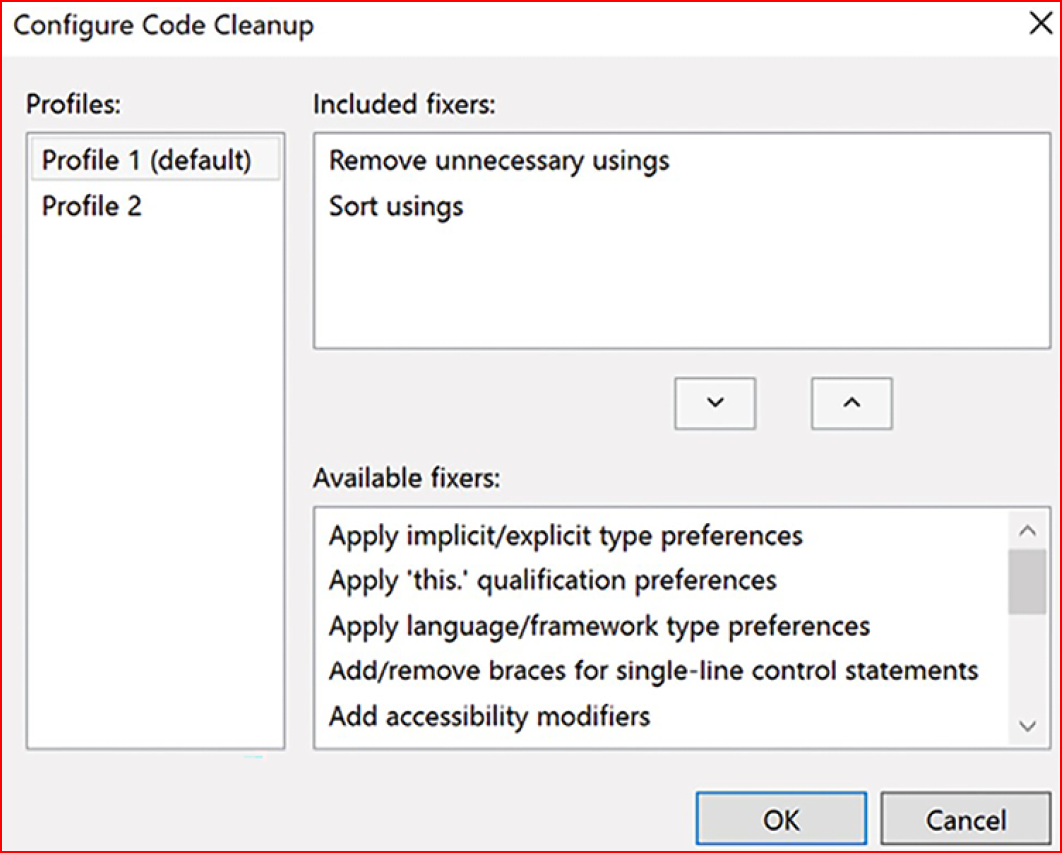 Configure Code Cleanup
Profiles:
Profile 1 (default)
Profile 2
Included fixers:
Remove unnecessary usings
Sort usings
Available fixers:
Apply implicit/explicit type preferences
Apply 'this.' qualification preferences
Apply language/framework type preferences
Add/remove braces for single-line control statements
Add accessibility modifiers
OK
Cancel